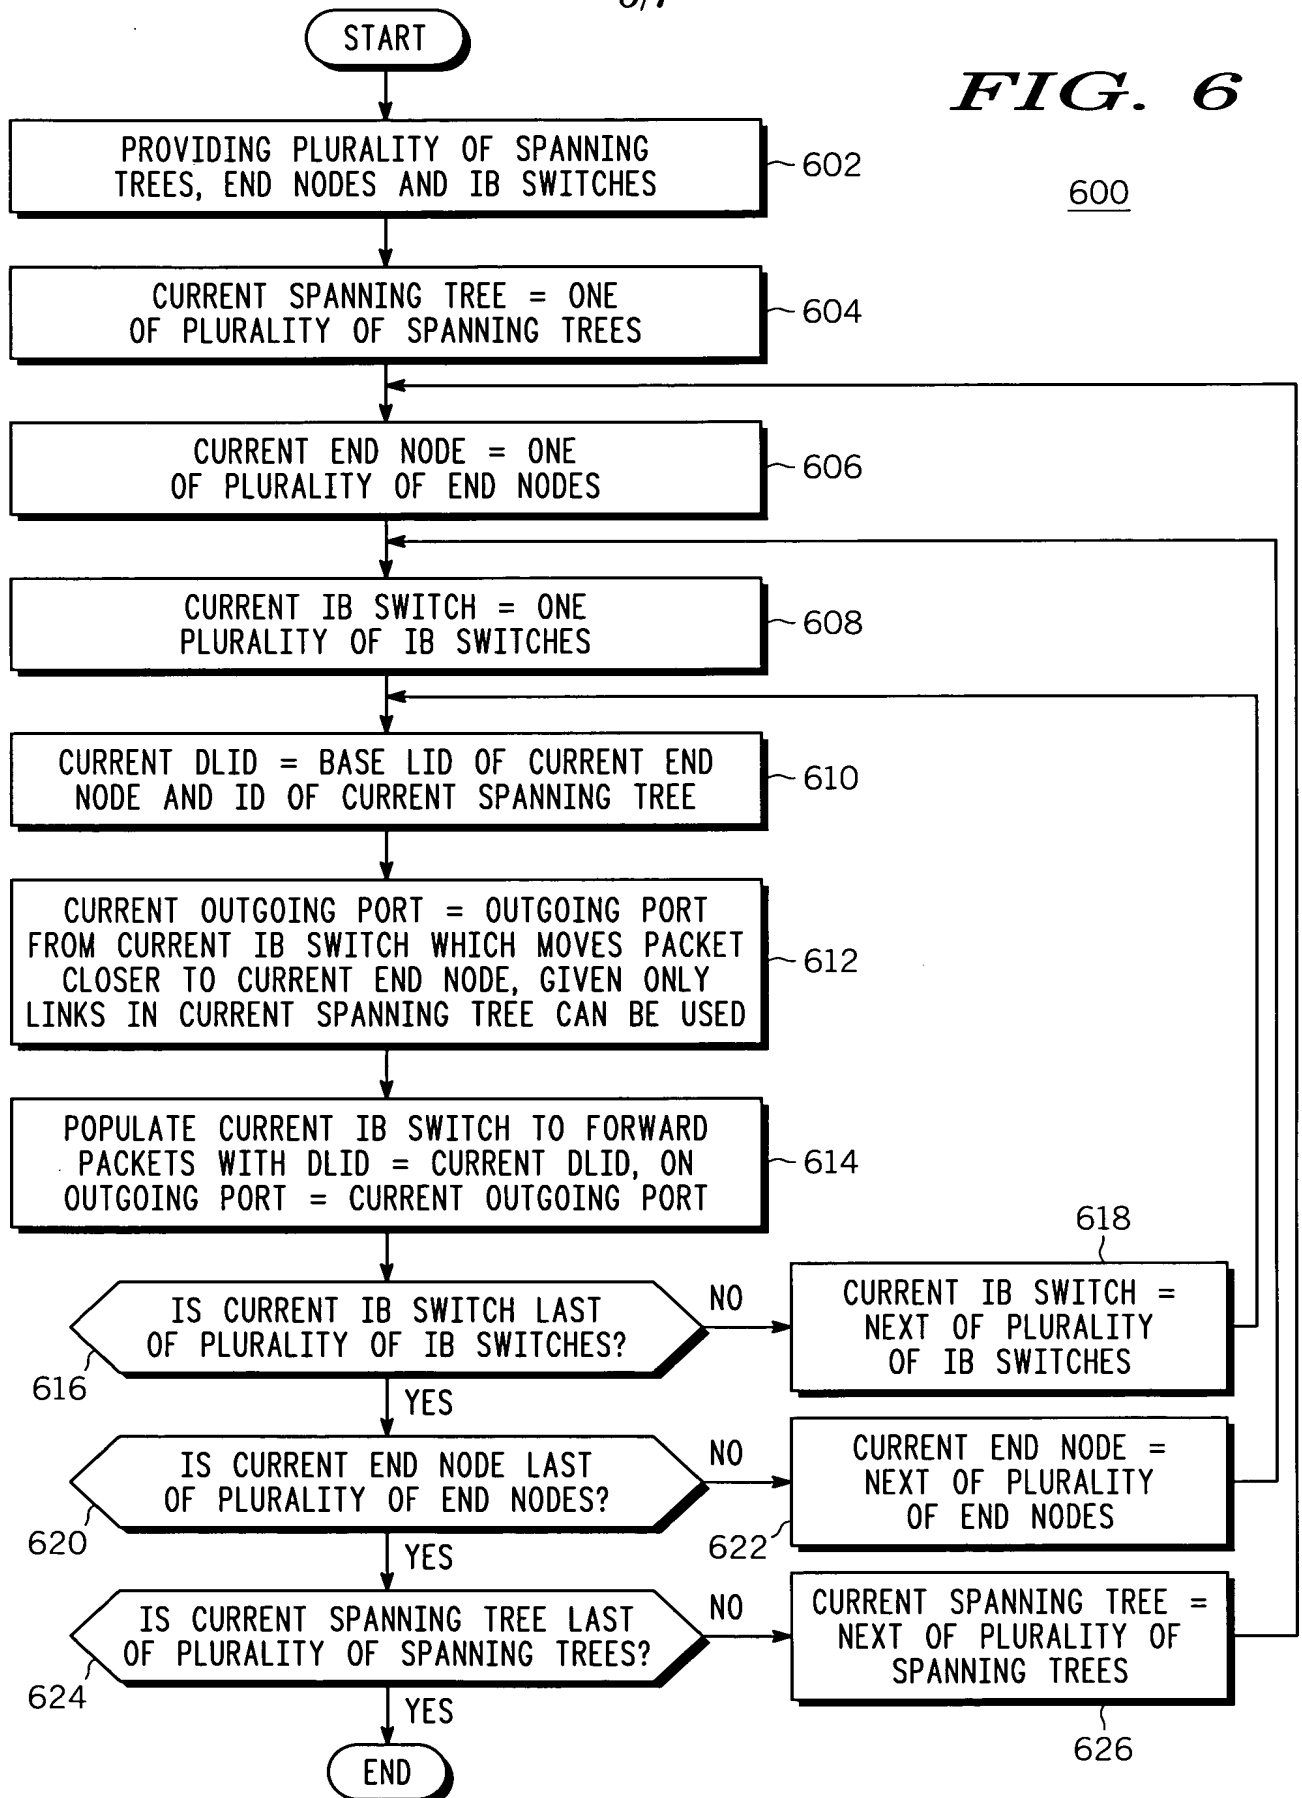 START
FIG. 6
600
PROVIDING PLURALITY OF SPANNING
TREES, END NODES AND IB SWITCHES
602
CURRENT SPANNING TREE = ONE
OF PLURALITY OF SPANNING TREES
604
CURRENT END NODE = ONE
OF PLURALITY OF END NODES
606
CURRENT IB SWITCH = ONE
PLURALITY OF IB SWITCHES
608
CURRENT DLID = BASE LID OF CURRENT END
NODE AND ID OF CURRENT SPANNING TREE
610
CURRENT OUTGOING PORT = OUTGOING PORT
FROM CURRENT IB SWITCH WHICH MOVES PACKET
CLOSER TO CURRENT END NODE, GIVEN ONLY
LINKS IN CURRENT SPANNING TREE CAN BE USED
612
POPULATE CURRENT IB SWITCH TO FORWARD
PACKETS WITH DLID = CURRENT DLID, ON
OUTGOING PORT = CURRENT OUTGOING PORT
614
IS CURRENT IB SWITCH LAST
OF PLURALITY OF IB SWITCHES?
616
NO
YES
618
CURRENT IB SWITCH =
NEXT OF PLURALITY
OF IB SWITCHES
IS CURRENT END NODE LAST
OF PLURALITY OF END NODES?
620
NO
YES
CURRENT END NODE =
NEXT OF PLURALITY
OF END NODES
622
IS CURRENT SPANNING TREE LAST
OF PLURALITY OF SPANNING TREES?
624
NO
YES
CURRENT SPANNING TREE =
NEXT OF PLURALITY OF
SPANNING TREES
626
END